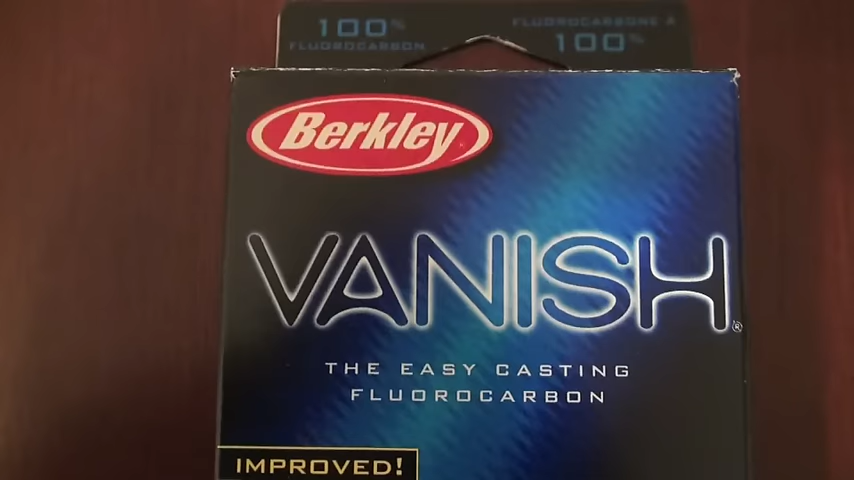 100%
FLUOROCARBON
FLUOROCARBONE À
100%
Berkley
VANISH®
THE EASY CASTING
FLUOROCARBON
IMPROVED!